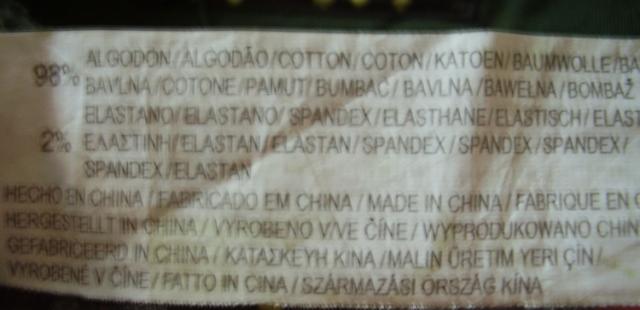 98% ALGODÓN/ALGODÃO/COTTON/COTON/KATOEN/BAUMWOLLE/BA
BAVLNA/COTONE/PAMUT/BUMBAC/BAVLNA/BAWEŁNA/BOMBAŽ
ELASTANO/ELASTANO/SPANDEX/ELASTHANE/ELASTISCH/ELAST
2% ΕΛΑΣΤΙΝΗ/ELASTAN/ELASTAN/SPANDEX/SPANDEX/SPANDEX/
SPANDEX/ELASTAN
HECHO EN CHINA/FABRICADO EM CHINA/MADE IN CHINA/FABRIQUE EN C
HERGESTELLT IN CHINA/VYROBENO V/VE ČÍNE/WYPRODUKOWANO CHIN
GEFABRICEERD IN CHINA/ΚΑΤΑΣΚΕΥΗ ΚΙΝΑ/MALIN ÜRETIM YERI ÇİN/
VYROBENÉ V ČÍNE/FATTO IN CINA/SZÁRMAZÁSI ORSZÁG KÍNA